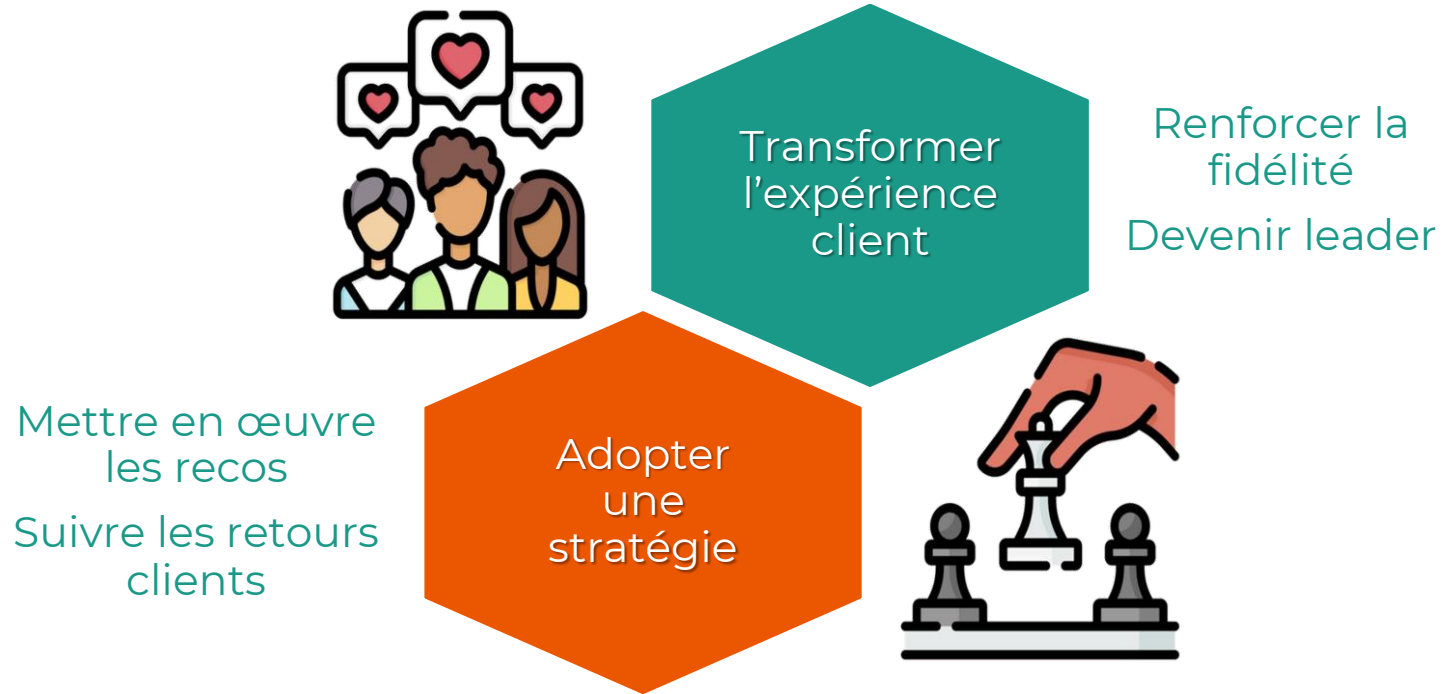 Transformer
l’expérience
client
Renforcer la
fidélité
Devenir leader
Mettre en œuvre
les recos
Suivre les retours
clients
Adopter
une
stratégie